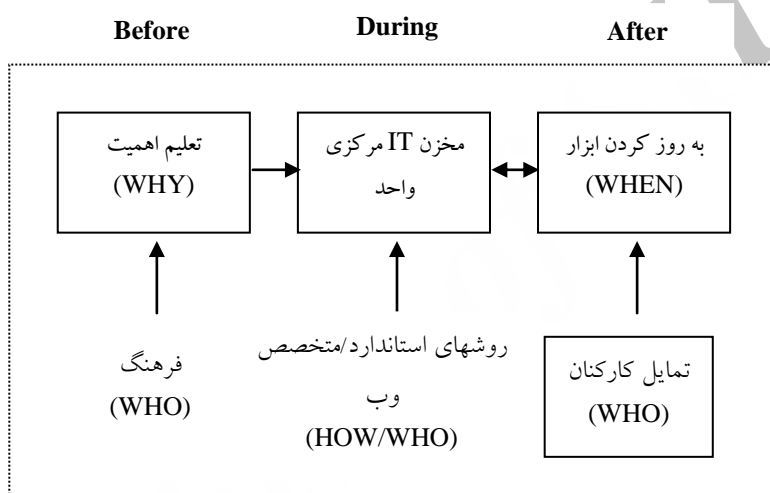 Before
During
After
تعلیم اهمیت
(WHY)
مخزن IT مرکزی
واحد
به روز کردن ابزار
(WHEN)
فرهنگ
(WHO)
روشهای استاندارد/متخصص
وب
(HOW/WHO)
تمایل کارکنان
(WHO)